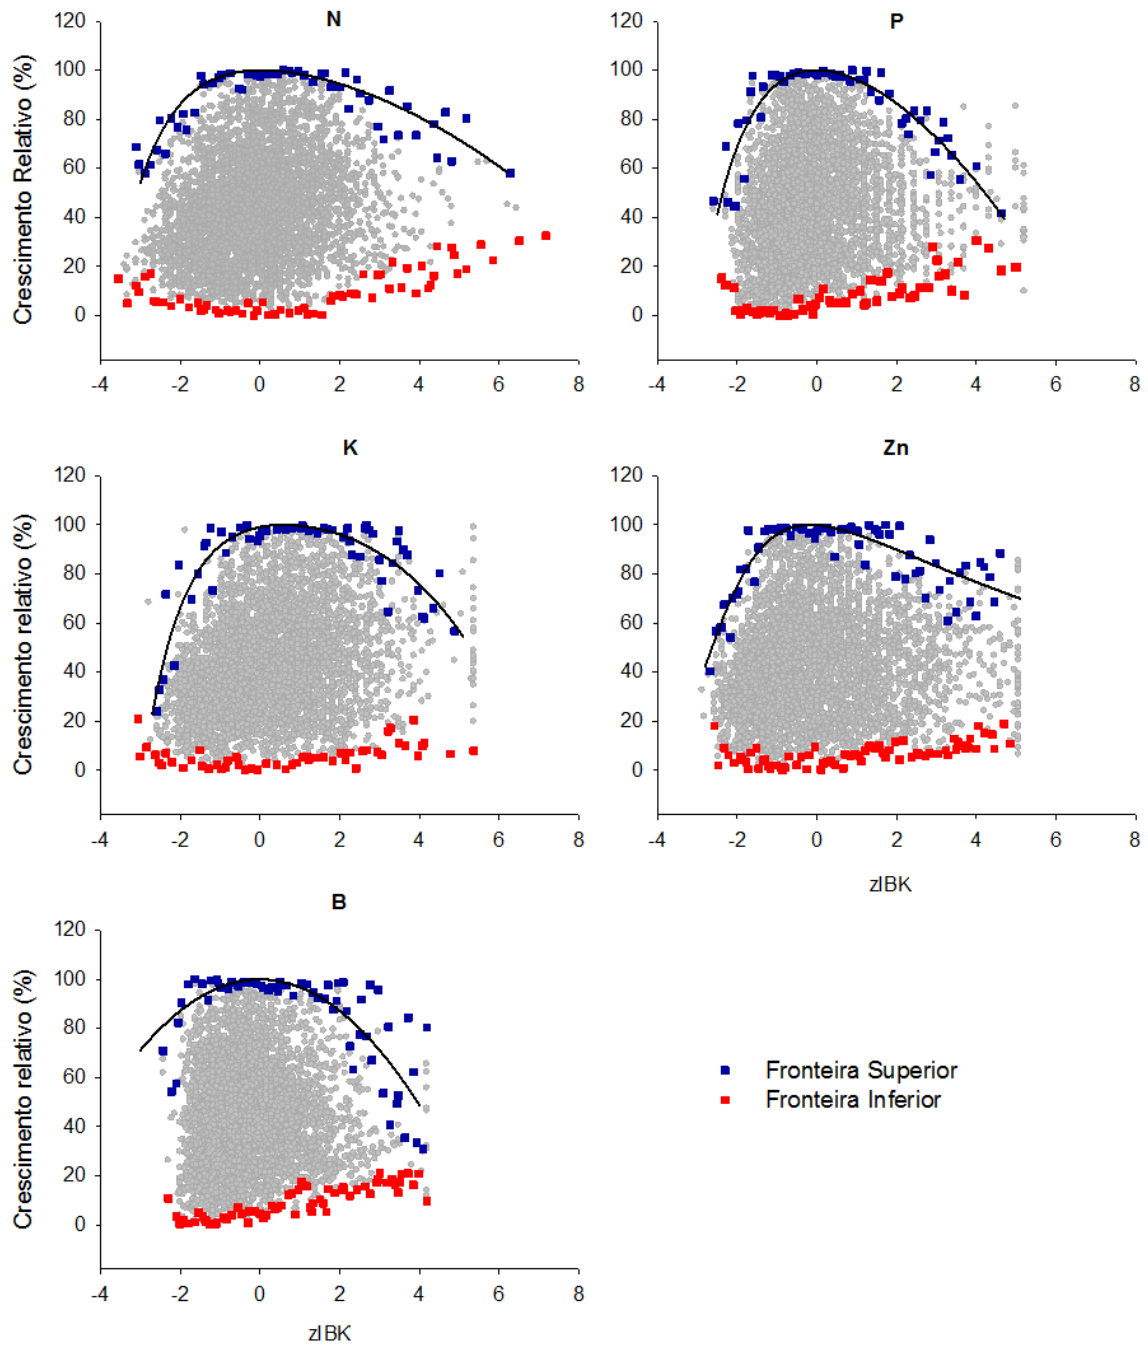 N
P
Crescimento Relativo (%)
120
100
80
60
40
20
0
-4 -2 0 2 4 6 8
120
100
80
60
40
20
0
-4 -2 0 2 4 6 8
K
Zn
Crescimento relativo (%)
120
100
80
60
40
20
0
-4 -2 0 2 4 6 8
120
100
80
60
40
20
0
-4 -2 0 2 4 6 8
zIBK
B
Crescimento relativo (%)
120
100
80
60
40
20
0
-4 -2 0 2 4 6 8
zIBK
Fronteira Superior
Fronteira Inferior